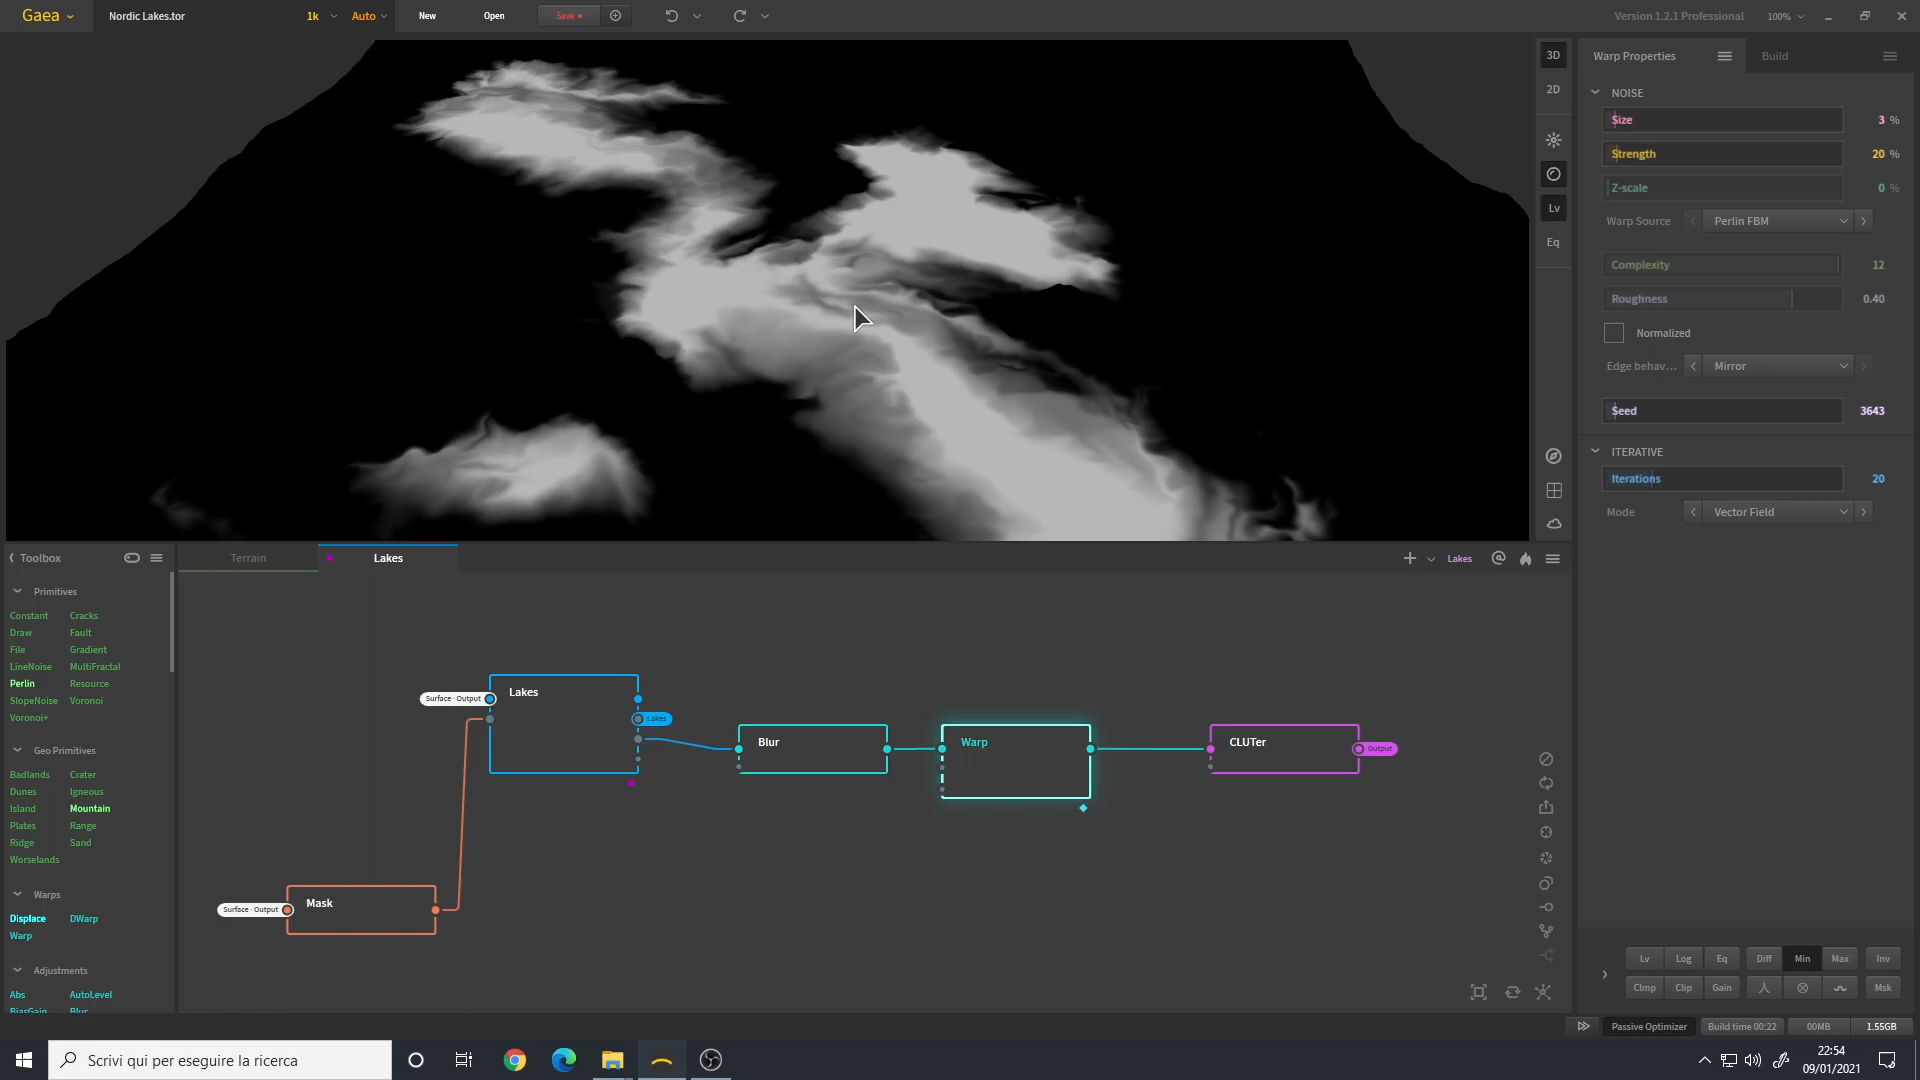 Gaea
Nordic Lakes.tor
1k
Auto
New
Open
Save
Version 1.2.1 Professional
100%
3D
2D
Lv
Eq
Warp Properties
Build
NOISE
Size 3 %
Strength 20 %
Z-scale 0 %
Warp Source Perlin FBM
Complexity 12
Roughness 0.40
Normalized
Edge behav... Mirror
Seed 3643
ITERATIVE
Iterations 20
Mode Vector Field
Toolbox
Terrain
Lakes
Lakes
Primitives
Constant Cracks
Draw Fault
File Gradient
LineNoise MultiFractal
Perlin Resource
SlopeNoise Voronoi
Voronoi+
Geo Primitives
Badlands Crater
Dunes Igneous
Island Mountain
Plates Range
Ridge Sand
Worselands
Warps
Displace DWarp
Warp
Adjustments
Abs AutoLevel
BiasGain Blur
Surface - Output
Lakes
Lakes
Blur
Warp
CLUTer
Output
Surface - Output
Mask
Lv Log Eq Diff Min Max Inv
Clmp Clip Gain Msk
Passive Optimizer
Build time 00:22
00MB
1.55GB
Scrivi qui per eseguire la ricerca
22:54
09/01/2021